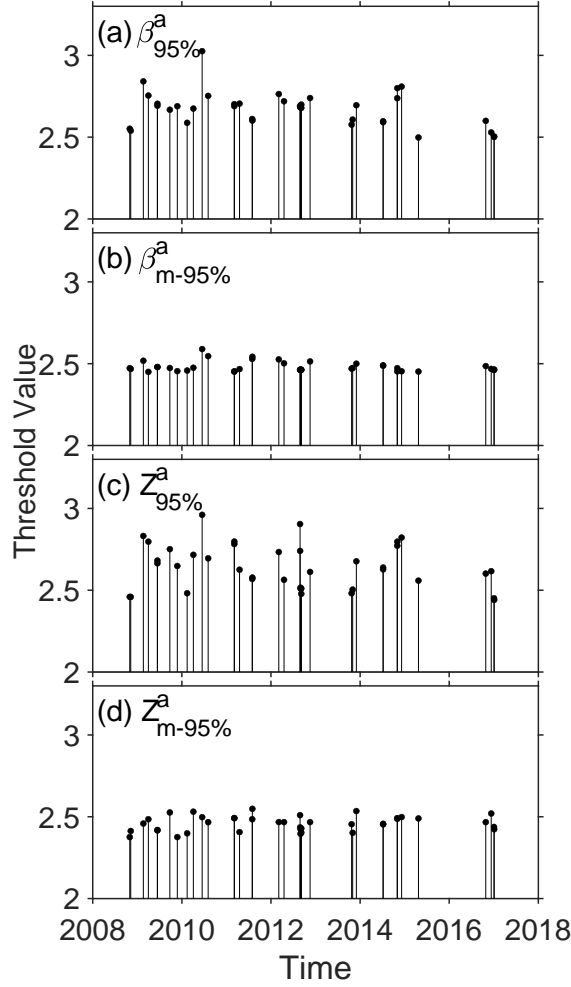 (a) β^a_95%
3
2.5
2
(b) β^a_m-95%
3
2.5
2
Threshold Value
(c) Z^a_95%
3
2.5
2
(d) Z^a_m-95%
3
2.5
2
2008 2010 2012 2014 2016 2018
Time